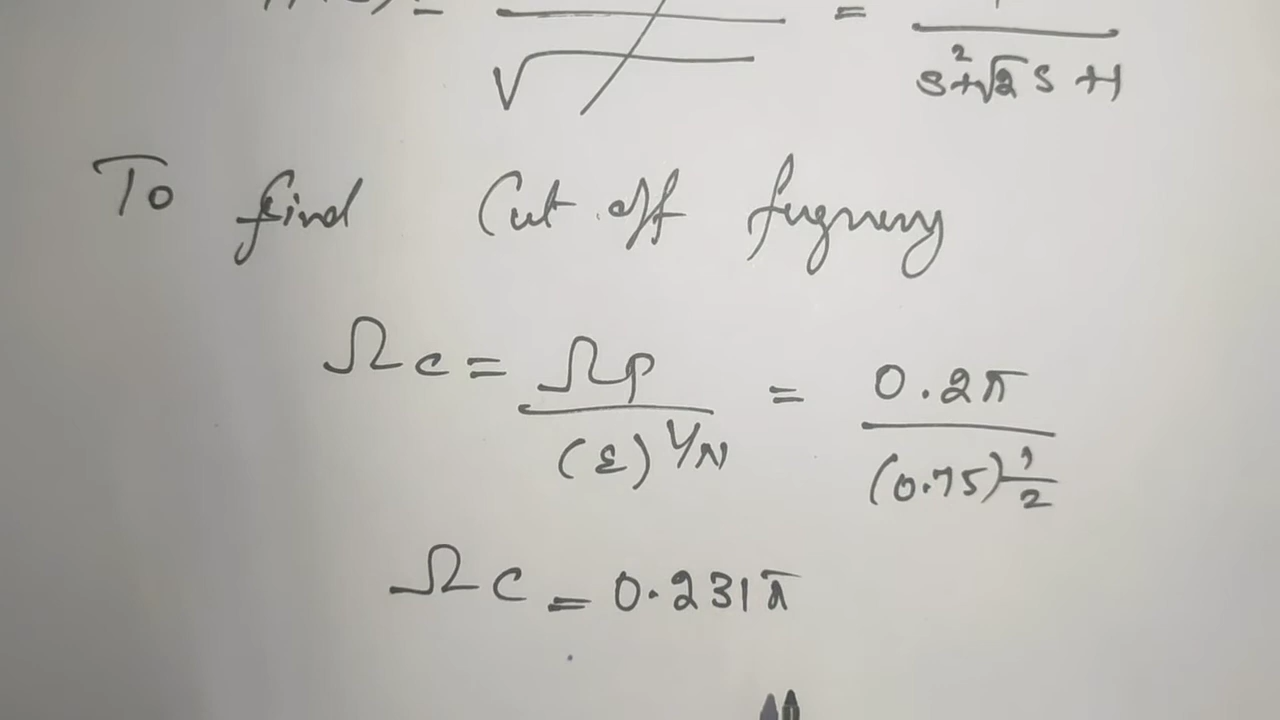 = √ = / s²+√2 s +1
To find Cut off
Ωc = Ωp / (ε)^1/N = 0.2π / (0.75)^1/2
Ωc = 0.231π